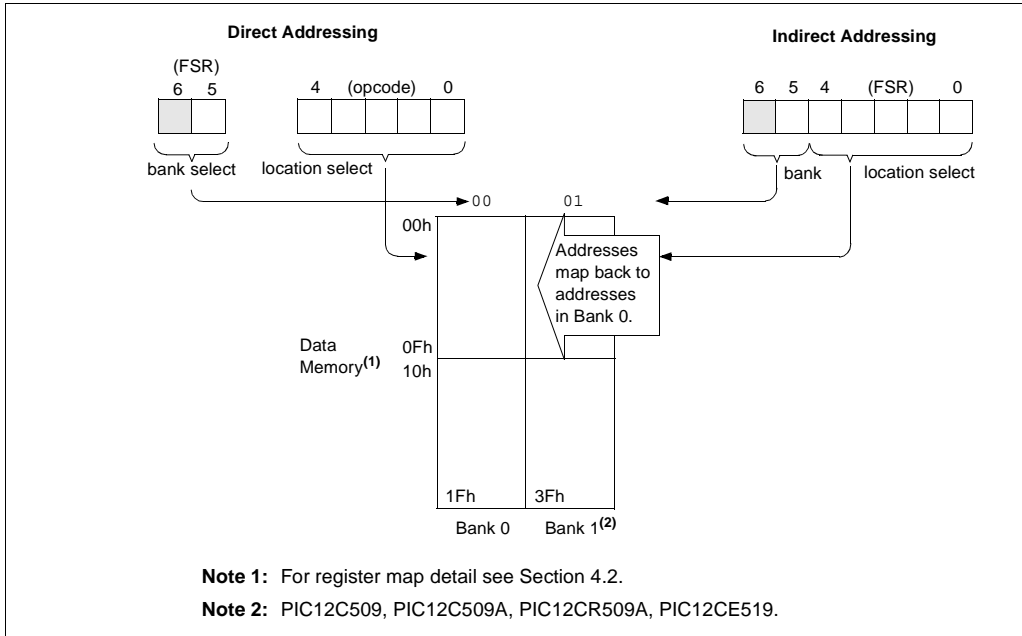 Direct Addressing
Indirect Addressing
(FSR)
6 5
4 (opcode) 0
6 5 4 (FSR) 0
bank select
location select
bank
location select
00
01
00h
Addresses
map back to
addresses
in Bank 0.
Data
Memory(1)
0Fh
10h
1Fh
3Fh
Bank 0
Bank 1(2)
Note 1: For register map detail see Section 4.2.
Note 2: PIC12C509, PIC12C509A, PIC12CR509A, PIC12CE519.